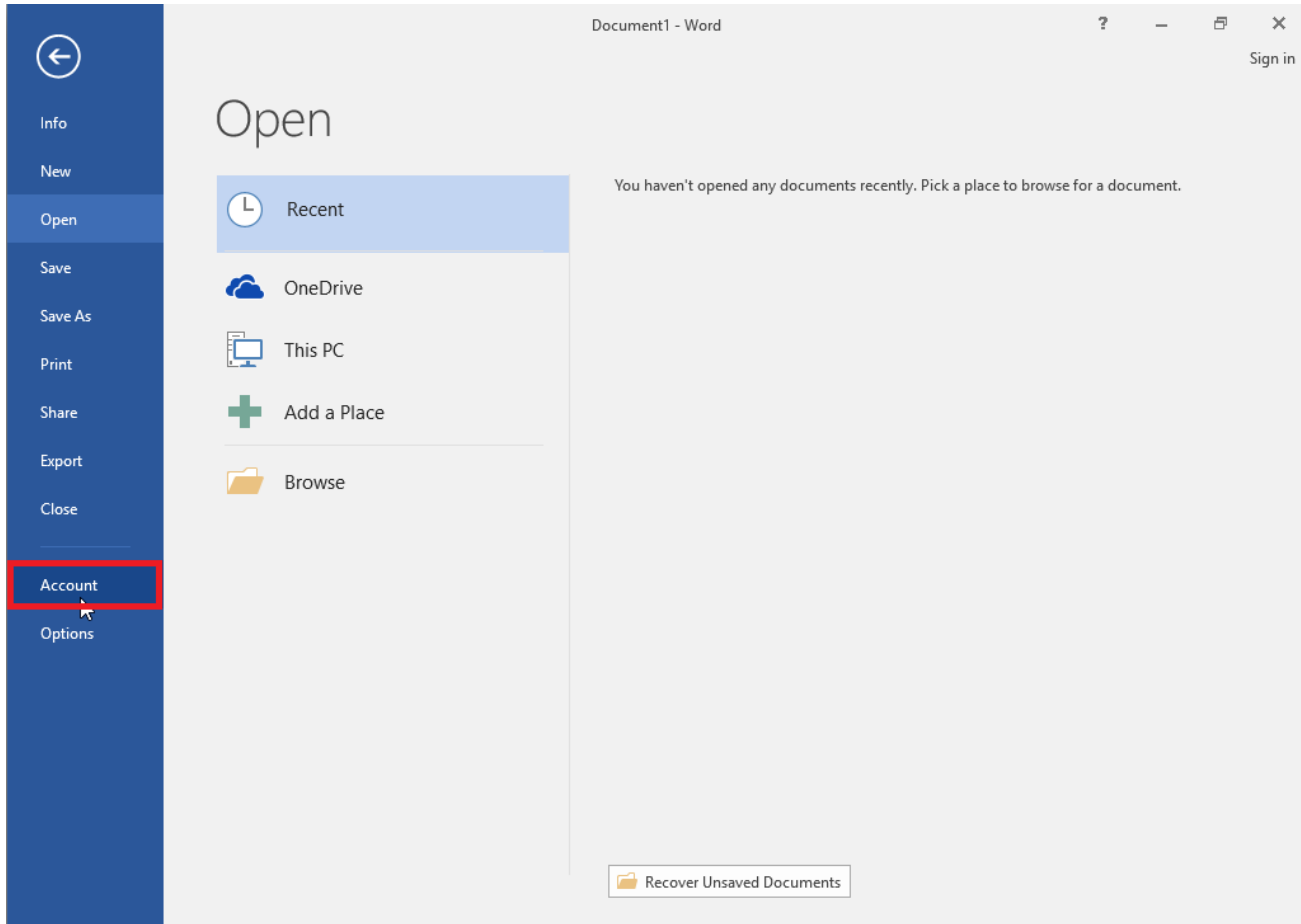 Document1 - Word
?
Sign in
Info
New
Open
Save
Save As
Print
Share
Export
Close
Account
Options
Open
Recent
OneDrive
This PC
Add a Place
Browse
You haven't opened any documents recently. Pick a place to browse for a document.
Recover Unsaved Documents